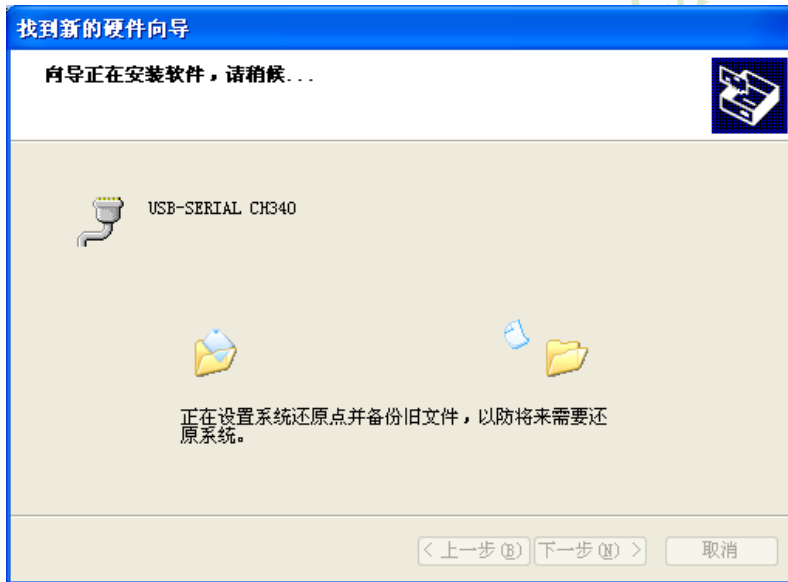 找到新的硬件向导
向导正在安装软件，请稍候...
USB-SERIAL CH340
正在设置系统还原点并备份旧文件，以防将来需要还
原系统。
< 上一步(B) 下一步(N) > 取消